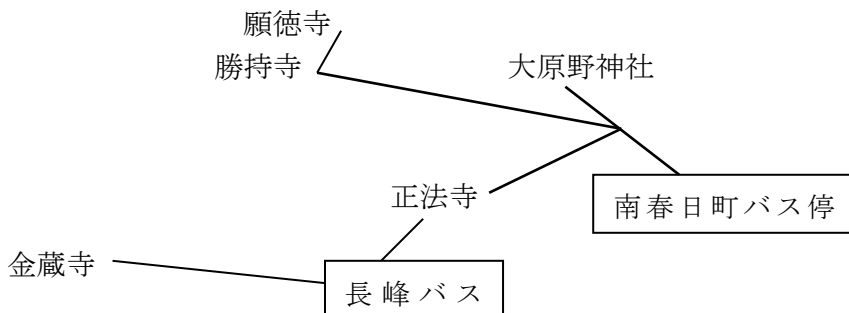 願徳寺
勝持寺
大原野神社
正法寺
南春日町バス停
金蔵寺
長峰バス